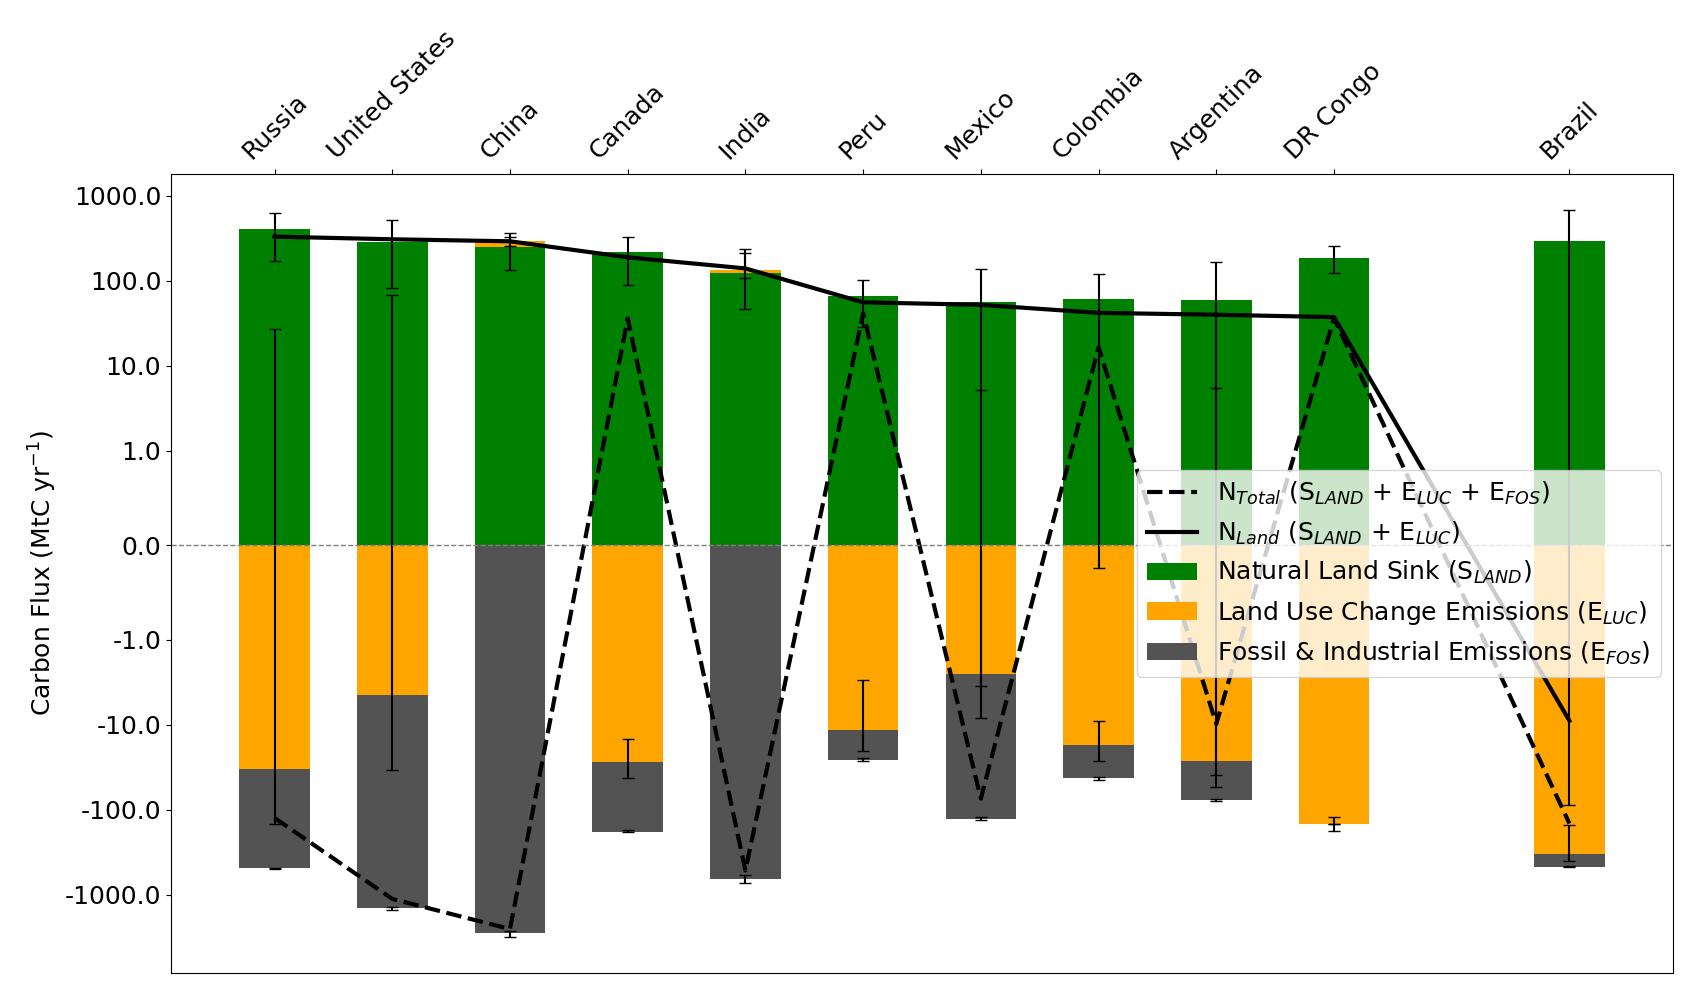 Russia
United States
China
Canada
India
Peru
Mexico
Colombia
Argentina
DR Congo
Brazil
1000.0
100.0
10.0
1.0
0.0
-1.0
-10.0
-100.0
-1000.0
Carbon Flux (MtC yr⁻¹)
N_Total (S_LAND + E_LUC + E_FOS)
N_Land (S_LAND + E_LUC)
Natural Land Sink (S_LAND)
Land Use Change Emissions (E_LUC)
Fossil & Industrial Emissions (E_FOS)